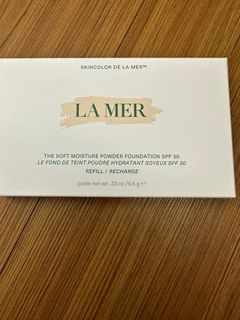 SKINCOLOR DE LA MER™
LA MER
THE SOFT MOISTURE POWDER FOUNDATION SPF 30
LE FOND DE TEINT POUDRE HYDRATANT SOYEUX SPF 30
REFILL / RECHARGE
poids net wt. .33 oz./9.5 g ℮